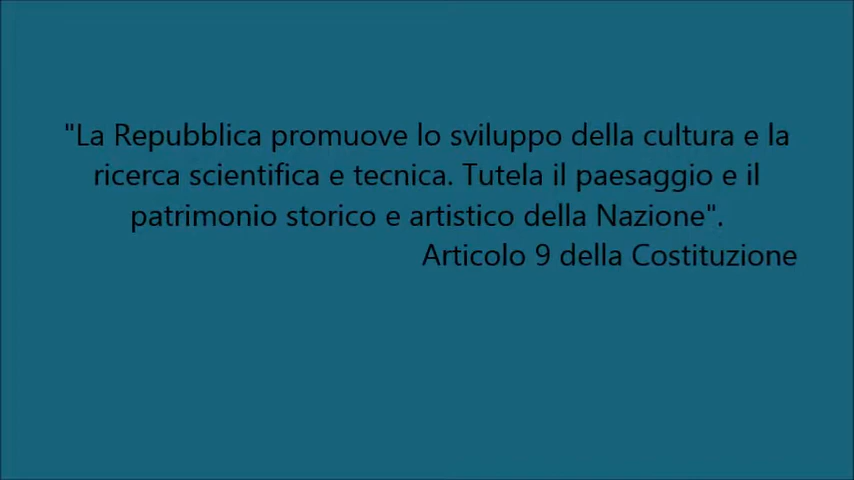 "La Repubblica promuove lo sviluppo della cultura e la
ricerca scientifica e tecnica. Tutela il paesaggio e il
patrimonio storico e artistico della Nazione".
Articolo 9 della Costituzione